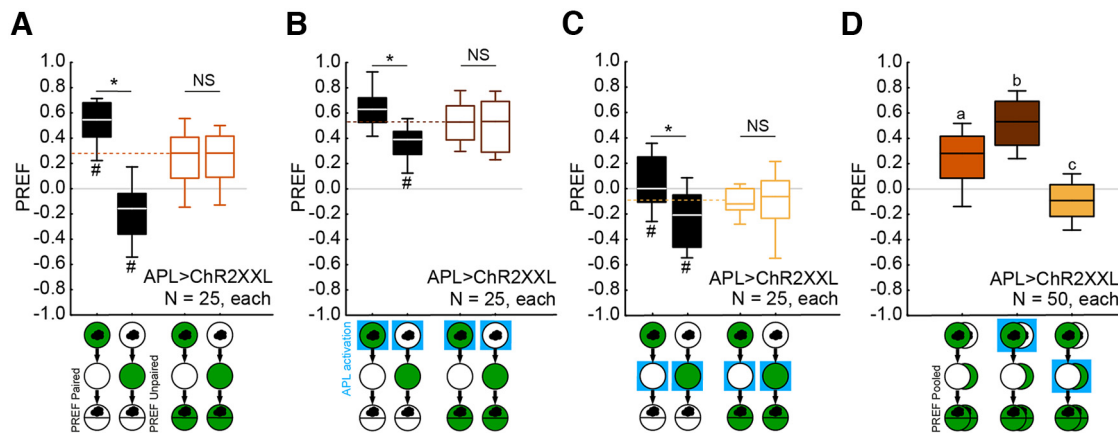 A
PREF
1.0
0.8
0.6
0.4
0.2
0.0
-0.2
-0.4
-0.6
-0.8
-1.0
*
NS
#
#
APL>ChR2XXL
N = 25, each
PREF Paired
PREF Unpaired
B
PREF
1.0
0.8
0.6
0.4
0.2
0.0
-0.2
-0.4
-0.6
-0.8
-1.0
*
NS
#
APL>ChR2XXL
N = 25, each
APL activation
C
PREF
1.0
0.8
0.6
0.4
0.2
0.0
-0.2
-0.4
-0.6
-0.8
-1.0
*
NS
#
#
APL>ChR2XXL
N = 25, each
D
PREF
1.0
0.8
0.6
0.4
0.2
0.0
-0.2
-0.4
-0.6
-0.8
-1.0
a
b
c
APL>ChR2XXL
N = 50, each
PREF Pooled